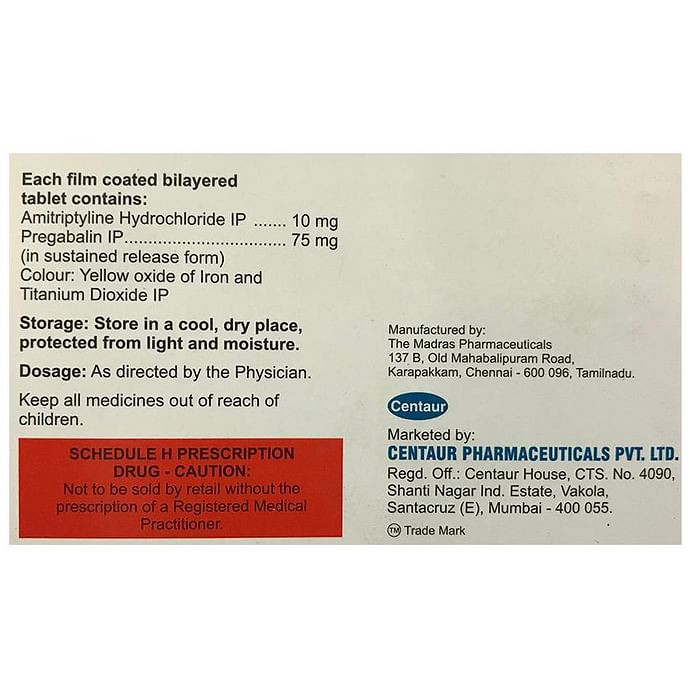 Each film coated bilayered
tablet contains:
Amitriptyline Hydrochloride IP ....... 10 mg
Pregabalin IP................................. 75 mg
(in sustained release form)
Colour: Yellow oxide of Iron and
Titanium Dioxide IP
Storage: Store in a cool, dry place,
protected from light and moisture.
Dosage: As directed by the Physician.
Keep all medicines out of reach of
children.
SCHEDULE H PRESCRIPTION
DRUG - CAUTION:
Not to be sold by retail without the
prescription of a Registered Medical
Practitioner.
Manufactured by:
The Madras Pharmaceuticals
137 B, Old Mahabalipuram Road,
Karapakkam, Chennai - 600 096, Tamilnadu.
Centaur
Marketed by:
CENTAUR PHARMACEUTICALS PVT. LTD.
Regd. Off.: Centaur House, CTS. No. 4090,
Shanti Nagar Ind. Estate, Vakola,
Santacruz (E), Mumbai - 400 055.
TM Trade Mark